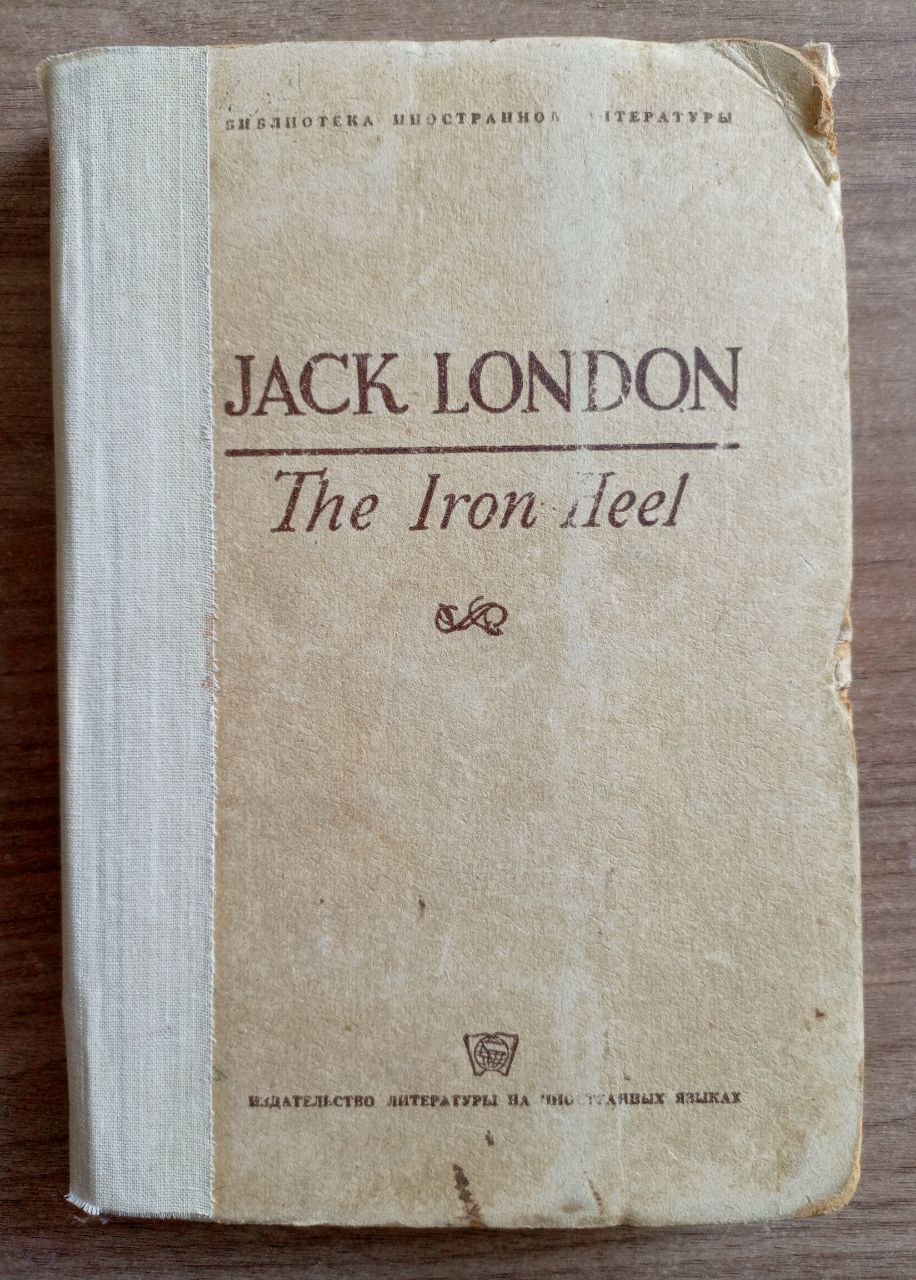 БИБЛИОТЕКА ИНОСТРАННОЙ ЛИТЕРАТУРЫ
JACK LONDON
The Iron Heel
ИЗДАТЕЛЬСТВО ЛИТЕРАТУРЫ НА ИНОСТРАННЫХ ЯЗЫКАХ